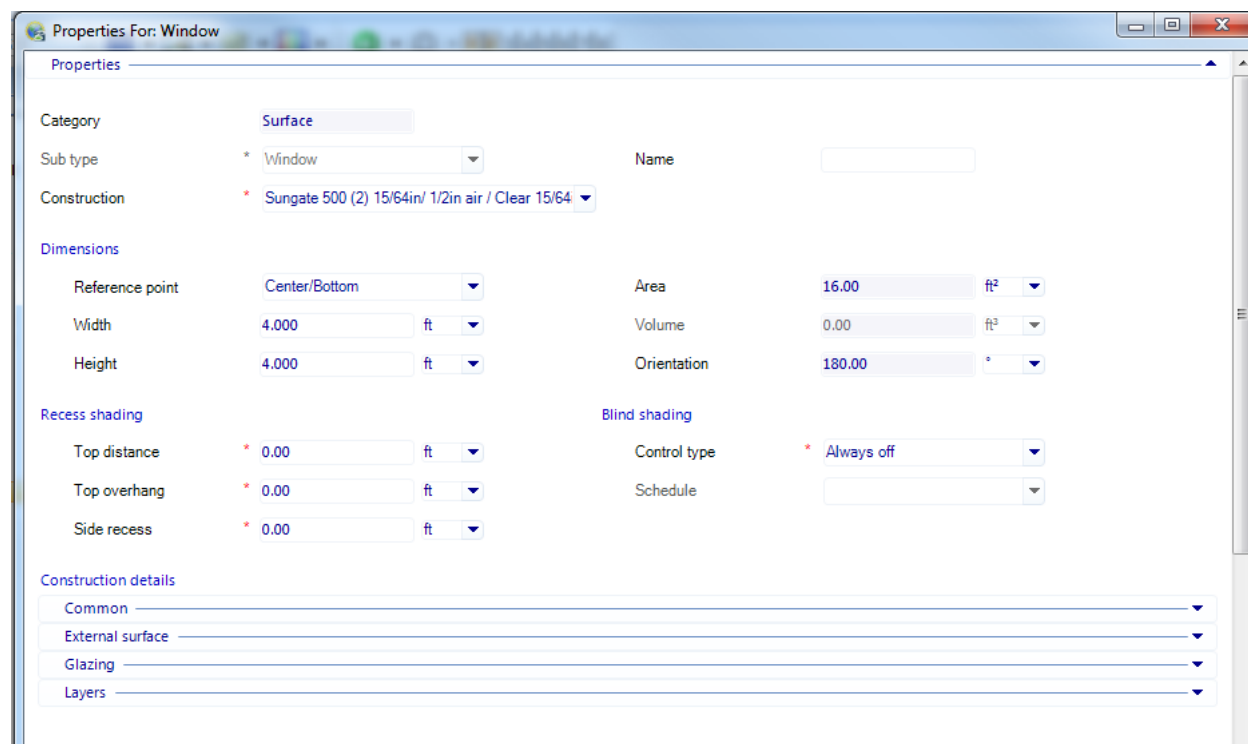 Properties For: Window
Properties
Category Surface
Sub type * Window Name
Construction * Sungate 500 (2) 15/64in/ 1/2in air / Clear 15/64
Dimensions
Reference point Center/Bottom Area 16.00 ft²
Width 4.000 ft Volume 0.00 ft³
Height 4.000 ft Orientation 180.00 °
Recess shading Blind shading
Top distance * 0.00 ft Control type * Always off
Top overhang * 0.00 ft Schedule
Side recess * 0.00 ft
Construction details
Common
External surface
Glazing
Layers